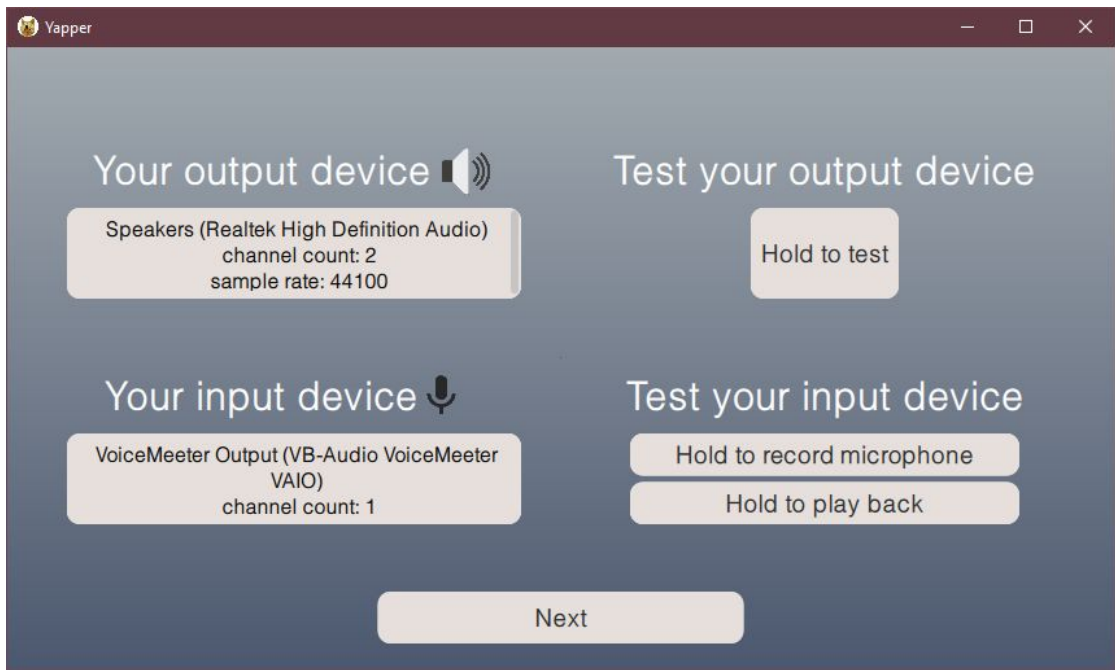 Yapper
Your output device
Speakers (Realtek High Definition Audio)
channel count: 2
sample rate: 44100
Test your output device
Hold to test
Your input device
VoiceMeeter Output (VB-Audio VoiceMeeter
VAIO)
channel count: 1
Test your input device
Hold to record microphone
Hold to play back
Next